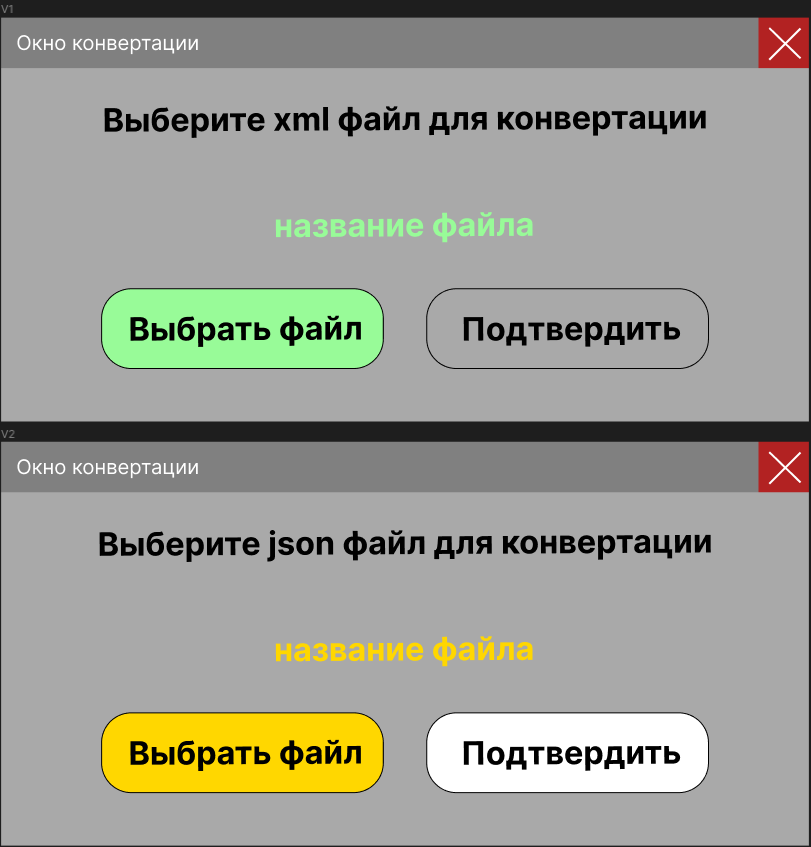 V1
Окно конвертации
Выберите xml файл для конвертации
название файла
Выбрать файл
Подтвердить
V2
Окно конвертации
Выберите json файл для конвертации
название файла
Выбрать файл
Подтвердить